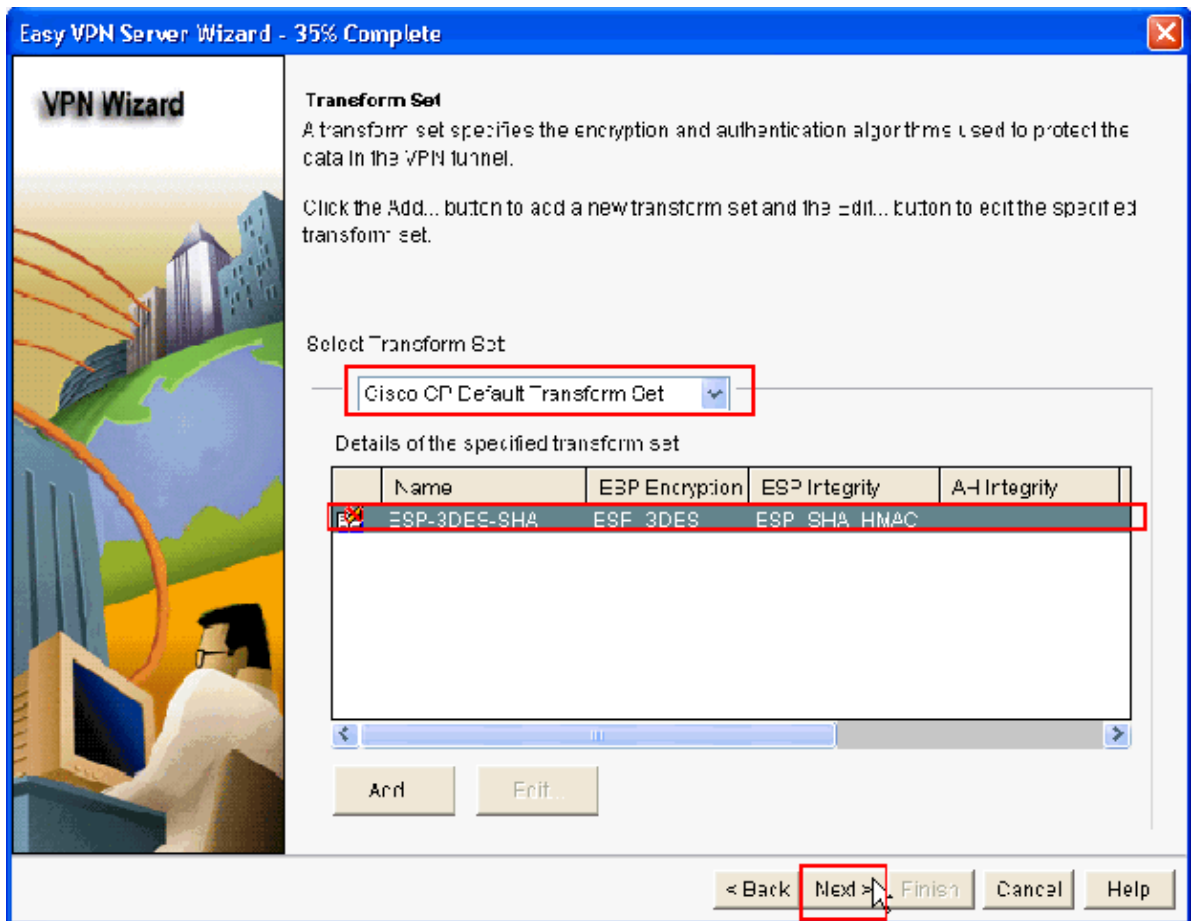 Easy VPN Server Wizard - 35% Complete
VPN Wizard
Transform Set
A transform set specifies the encryption and authentication algorithms used to protect the
data in the VPN tunnel.
Click the Add... button to add a new transform set and the Edit... button to edit the specified
transform set.
Select Transform Set
Cisco CP Default Transform Set
Details of the specified transform set
Name ESP Encryption ESP Integrity AH Integrity
ESP-3DES-SHA ESP_3DES ESP_SHA_HMAC
Add
Edit...
< Back Next > Finish Cancel Help